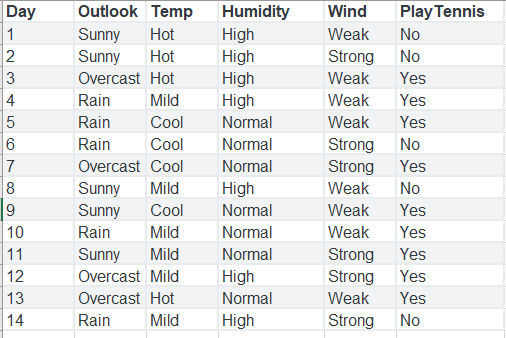 Day Outlook Temp Humidity Wind PlayTennis
1 Sunny Hot High Weak No
2 Sunny Hot High Strong No
3 Overcast Hot High Weak Yes
4 Rain Mild High Weak Yes
5 Rain Cool Normal Weak Yes
6 Rain Cool Normal Strong No
7 Overcast Cool Normal Strong Yes
8 Sunny Mild High Weak No
9 Sunny Cool Normal Weak Yes
10 Rain Mild Normal Weak Yes
11 Sunny Mild Normal Strong Yes
12 Overcast Mild High Strong Yes
13 Overcast Hot Normal Weak Yes
14 Rain Mild High Strong No